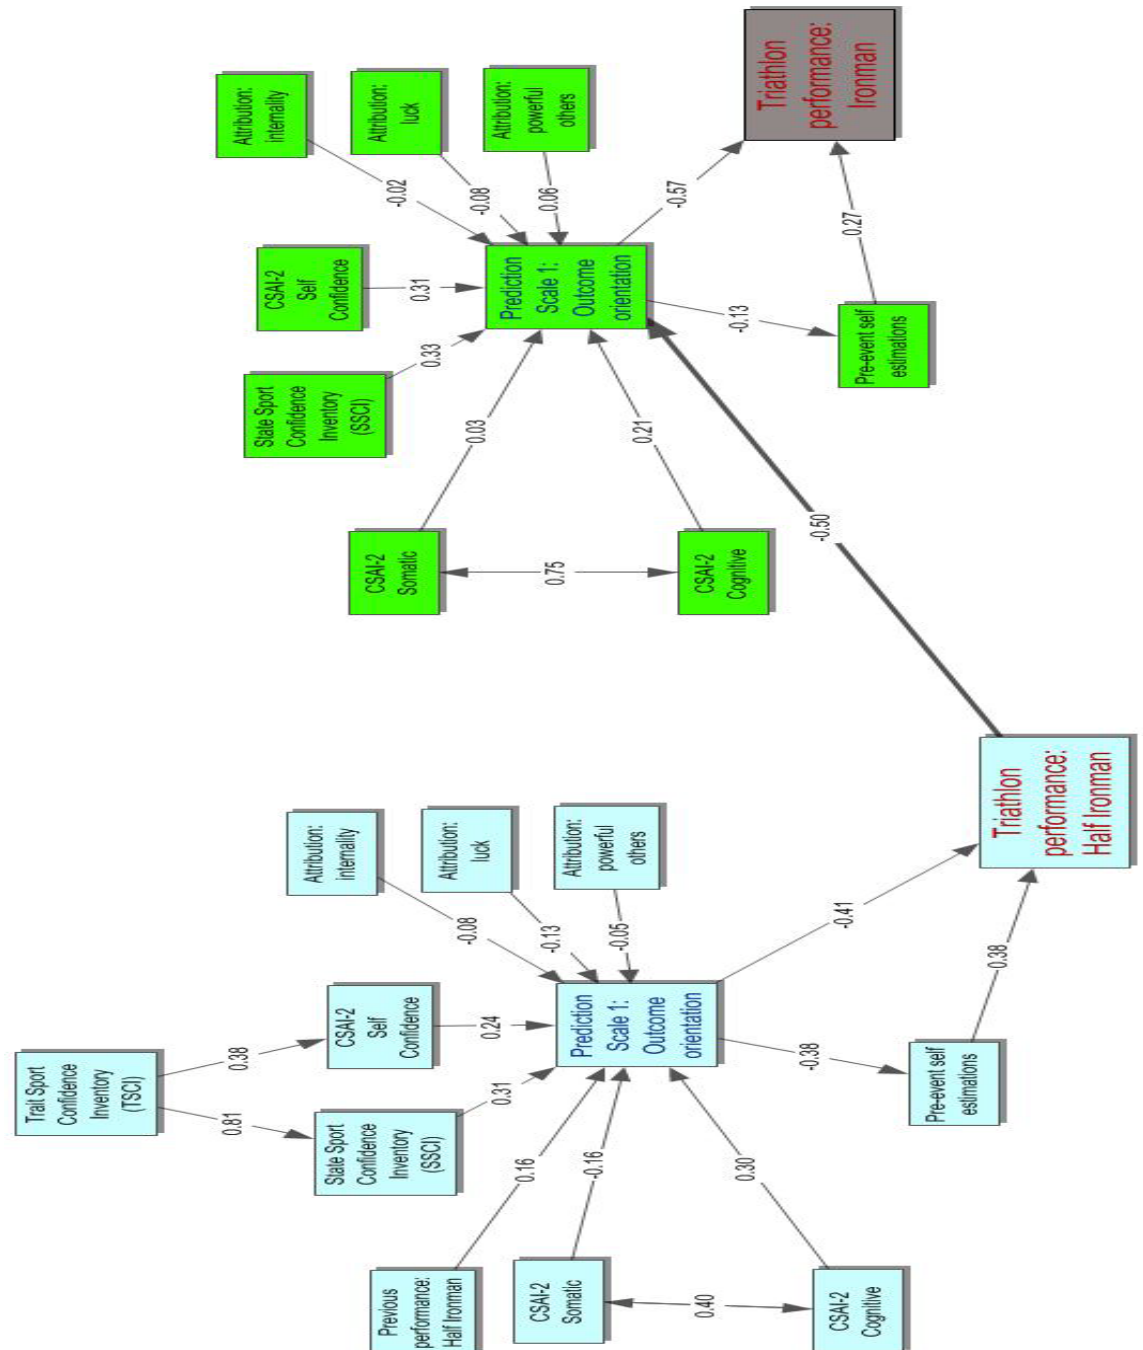 Trait Sport
Confidence
Inventory
(TSCI)
0.38
0.81
CSAI-2
Self
Confidence
State Sport
Confidence
Inventory
(SSCI)
0.24
0.31
Attribution:
internality
Attribution:
luck
Attribution:
powerful
others
-0.08
-0.13
-0.05
Previous
performance:
Half Ironman
CSAI-2
Somatic
CSAI-2
Cognitive
0.16
-0.16
0.30
0.40
Prediction
Scale 1:
Outcome
orientation
-0.38
-0.41
Pre-event self
estimations
0.38
Triathlon
performance:
Half Ironman
-0.50
Attribution:
internality
Attribution:
luck
Attribution:
powerful
others
-0.02
-0.08
0.06
CSAI-2
Self
Confidence
0.31
State Sport
Confidence
Inventory
(SSCI)
0.33
CSAI-2
Somatic
0.03
0.75
CSAI-2
Cognitive
0.21
Prediction
Scale 1:
Outcome
orientation
-0.57
-0.13
Pre-event self
estimations
0.27
Triathlon
performance:
Ironman